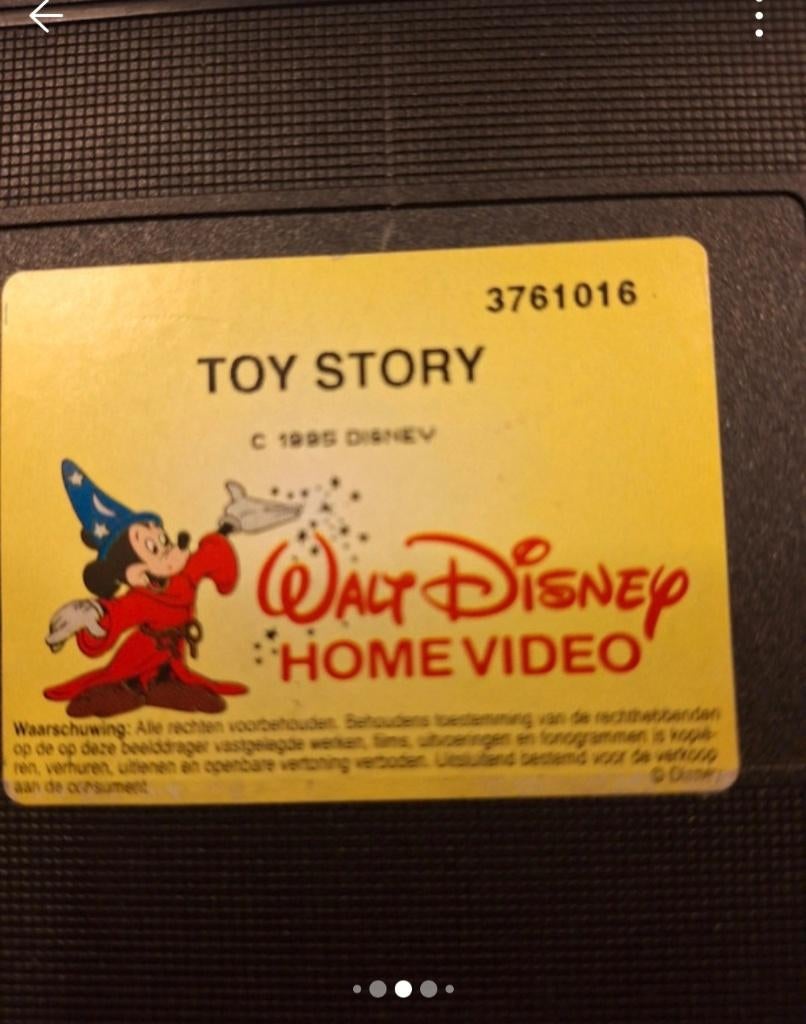 3761016
TOY STORY
C 1995 DISNEY
WALT DISNEY
HOME VIDEO
Waarschuwing: Alle rechten voorbehouden. Behoudens toestemming van de rechthebbenden
op de op deze beelddrager vastgelegde werken, films, uitvoeringen en fonogrammen is kopië-
ren, verhuren, uitlenen en openbare vertoning verboden. Uitsluitend bestemd voor de verkoop
aan de consument.
© Disney